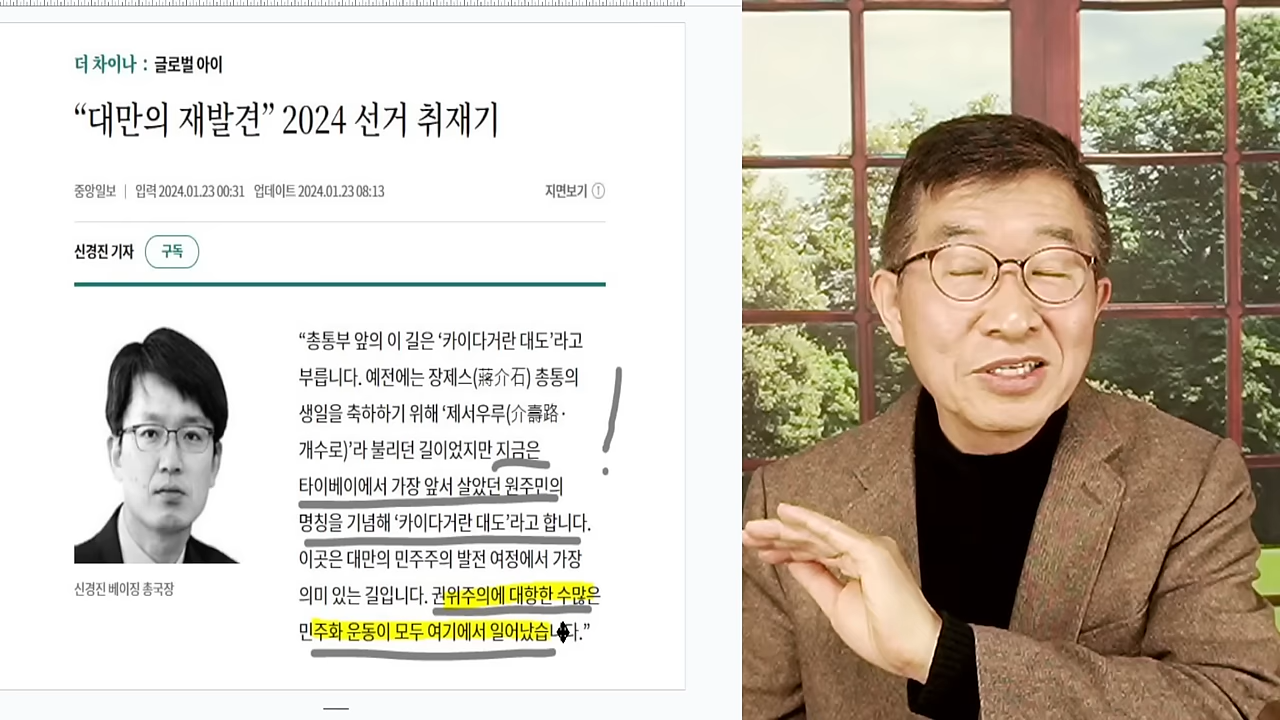 더 차이나 : 글로벌 아이
“대만의 재발견” 2024 선거 취재기
중앙일보 | 입력 2024.01.23 00:31 업데이트 2024.01.23 08:13 지면보기
신경진 기자 구독
“총통부 앞의 이 길은 ‘카이다거란 대도’라고
부릅니다. 예전에는 장제스(蔣介石) 총통의
생일을 축하하기 위해 ‘제서우루(介壽路·
개수로)’라 불리던 길이었지만 지금은
타이베이에서 가장 앞서 살았던 원주민의
명칭을 기념해 ‘카이다거란 대도’라고 합니다.
이곳은 대만의 민주주의 발전 여정에서 가장
의미 있는 길입니다. 권위주의에 대항한 수많은
민주화 운동이 모두 여기에서 일어났습니다.”
신경진 베이징 총국장